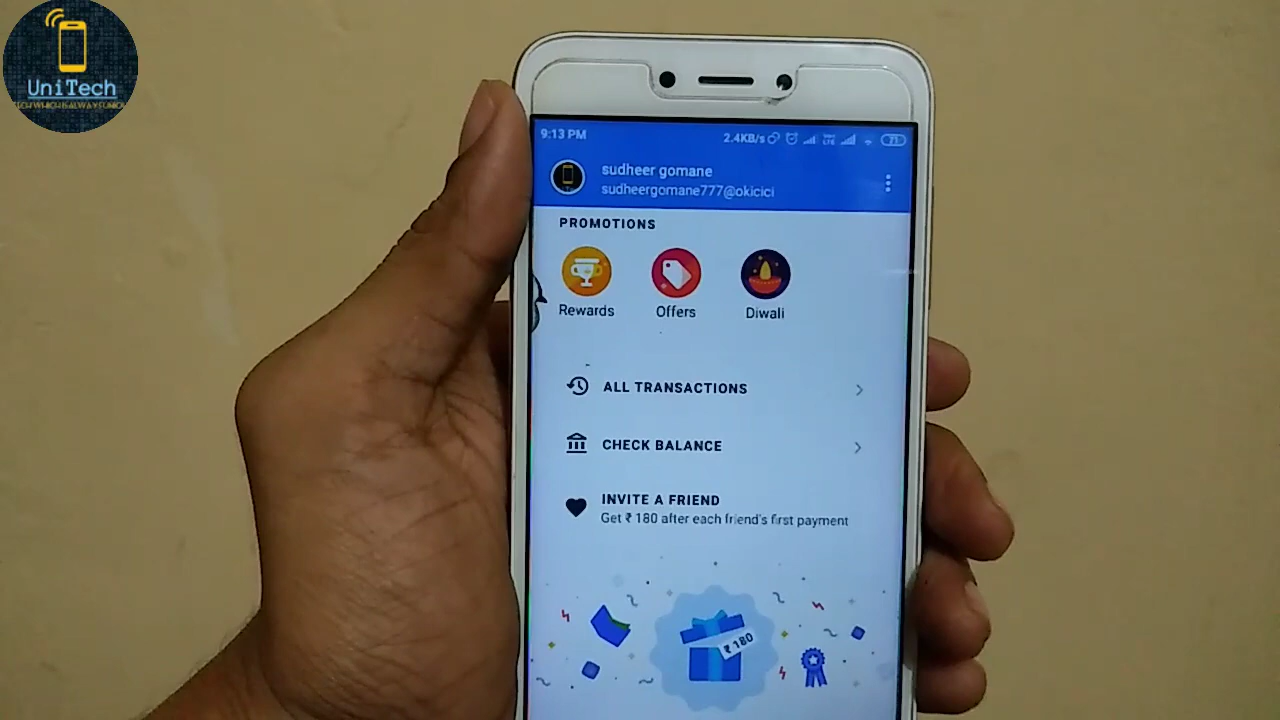 UniTech
9:13 PM
2.4KB/s
71
sudheer gomane
sudheergomane777@okicici
PROMOTIONS
Rewards
Offers
Diwali
ALL TRANSACTIONS
CHECK BALANCE
INVITE A FRIEND
Get ₹ 180 after each friend's first payment
₹ 180